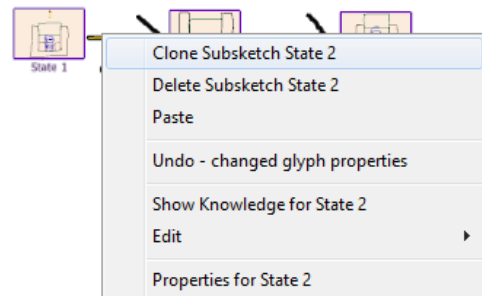 State 1
Clone Subsketch State 2
Delete Subsketch State 2
Paste
Undo - changed glyph properties
Show Knowledge for State 2
Edit
Properties for State 2